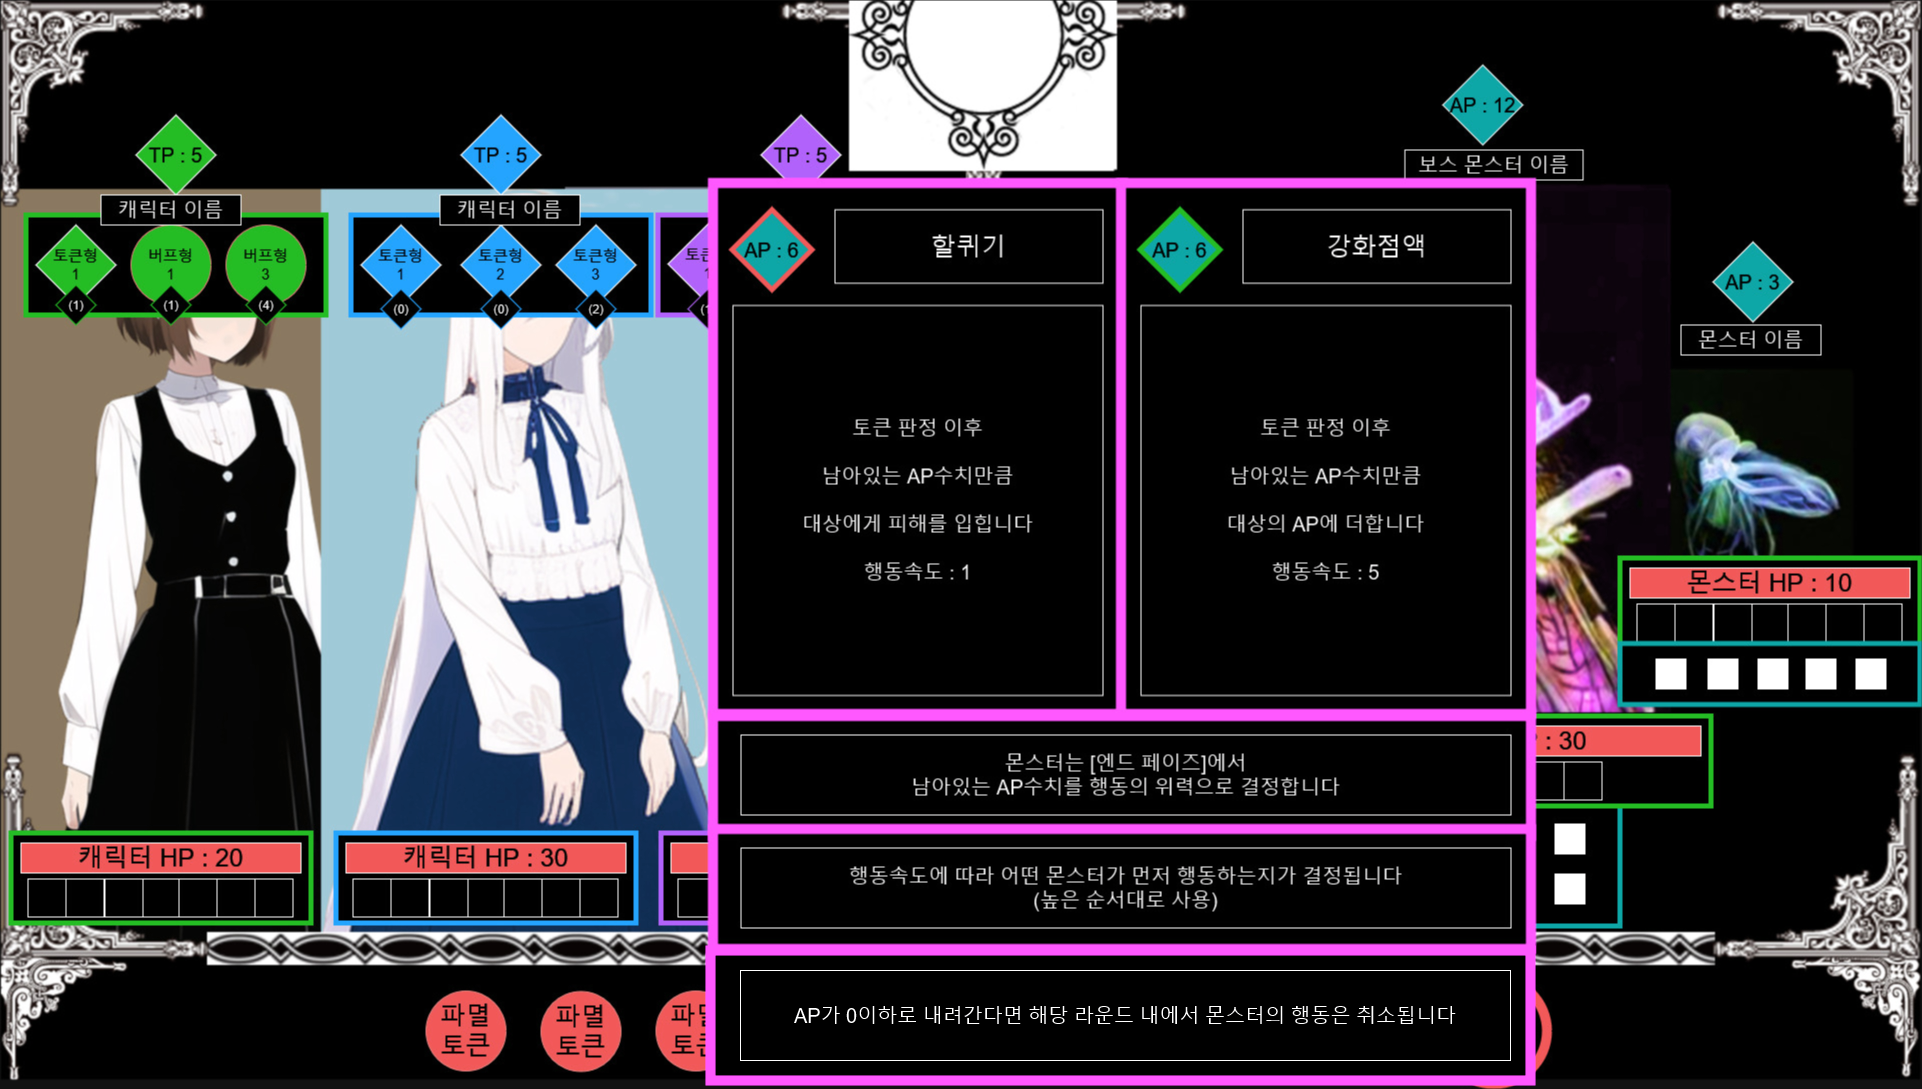 TP : 5
TP : 5
TP : 5
AP : 12
보스 몬스터 이름
캐릭터 이름
캐릭터 이름
토큰형
1
(1)
버프형
1
(1)
버프형
3
(4)
토큰형
1
(0)
토큰형
2
(0)
토큰형
3
(2)
AP : 3
몬스터 이름
AP : 6
할퀴기
토큰 판정 이후
남아있는 AP수치만큼
대상에게 피해를 입힙니다
행동속도 : 1
AP : 6
강화점액
토큰 판정 이후
남아있는 AP수치만큼
대상의 AP에 더합니다
행동속도 : 5
몬스터 HP : 10
: 30
몬스터는 [엔드 페이즈]에서
남아있는 AP수치를 행동의 위력으로 결정합니다
행동속도에 따라 어떤 몬스터가 먼저 행동하는지가 결정됩니다
(높은 순서대로 사용)
AP가 0이하로 내려간다면 해당 라운드 내에서 몬스터의 행동은 취소됩니다
캐릭터 HP : 20
캐릭터 HP : 30
파멸
토큰
파멸
토큰